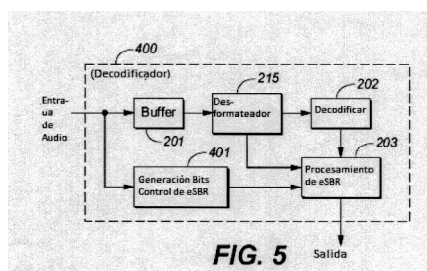 400
(Decodificador)
215
202
Entra-
ua
de
Audio
Buffer
201
Des-
formateador
Decodificar
203
401
Generación Bits
Control de eSBR
Procesamiento
de eSBR
FIG. 5
Salida